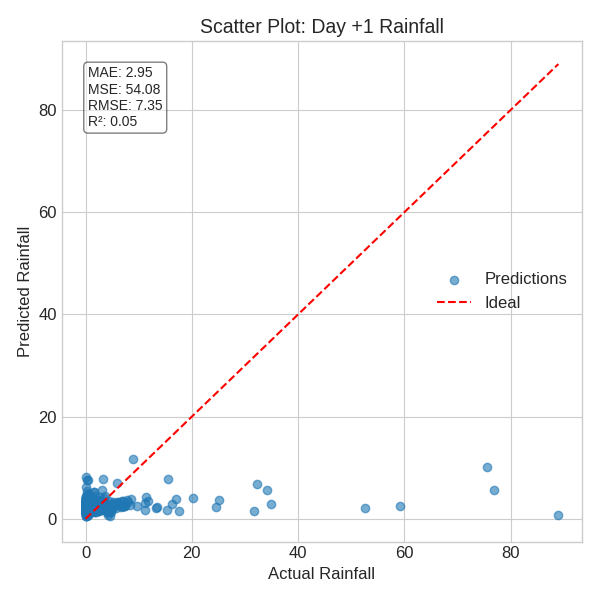 Scatter Plot: Day +1 Rainfall
MAE: 2.95
MSE: 54.08
RMSE: 7.35
R²: 0.05
80
60
40
20
0
Predicted Rainfall
Predictions
Ideal
0 20 40 60 80
Actual Rainfall